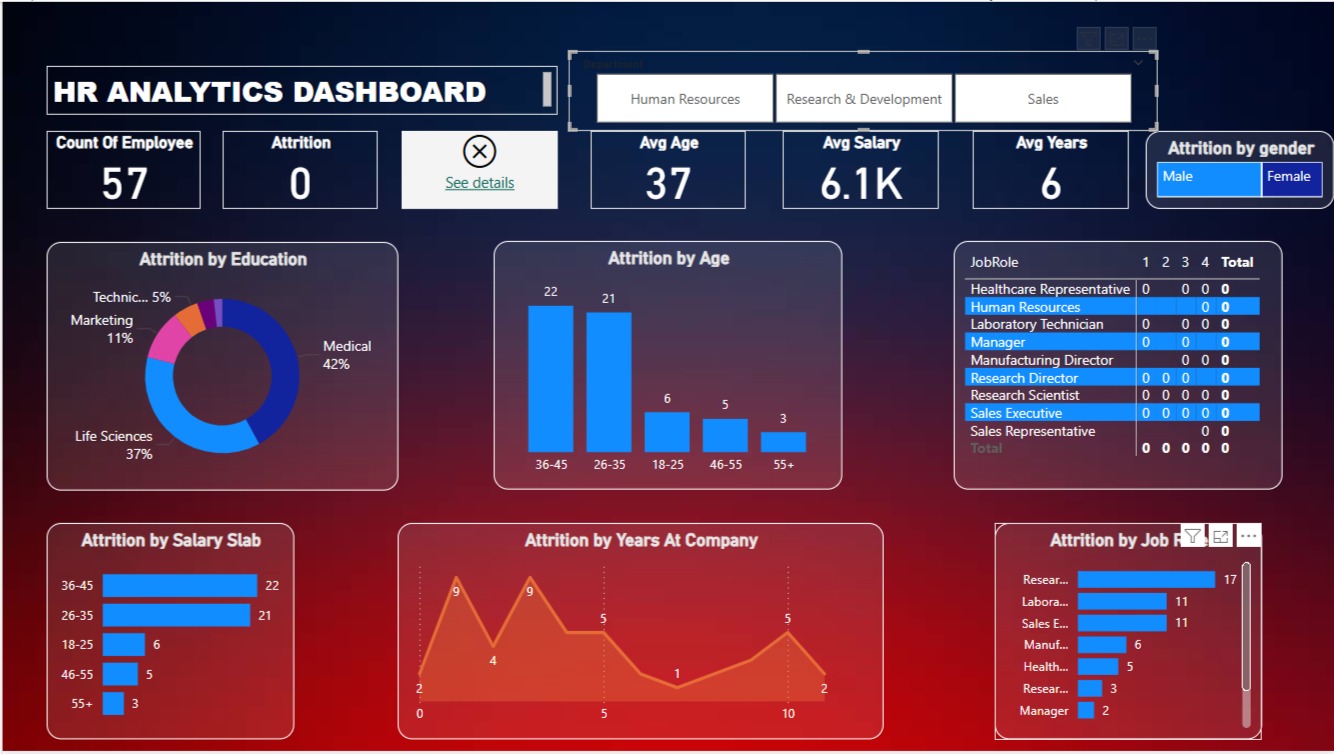 Department
HR ANALYTICS DASHBOARD
Human Resources
Research & Development
Sales
Count Of Employee
57
Attrition
0
See details
Avg Age
37
Avg Salary
6.1K
Avg Years
6
Attrition by gender
Male
Female
Attrition by Education
Technic... 5%
Marketing
11%
Medical
42%
Life Sciences
37%
Attrition by Age
22
21
6
5
3
36-45 26-35 18-25 46-55 55+
JobRole 1 2 3 4 Total
Healthcare Representative 0 0 0 0
Human Resources 0 0
Laboratory Technician 0 0 0 0
Manager 0 0 0
Manufacturing Director 0 0 0
Research Director 0 0 0 0
Research Scientist 0 0 0 0 0
Sales Executive 0 0 0 0 0
Sales Representative 0 0
Total 0 0 0 0 0
Attrition by Salary Slab
36-45 22
26-35 21
18-25 6
46-55 5
55+ 3
Attrition by Years At Company
2
9
4
9
5
1
5
2
0 5 10
Attrition by Job
Resear... 17
Labora... 11
Sales E... 11
Manuf... 6
Health... 5
Resear... 3
Manager 2